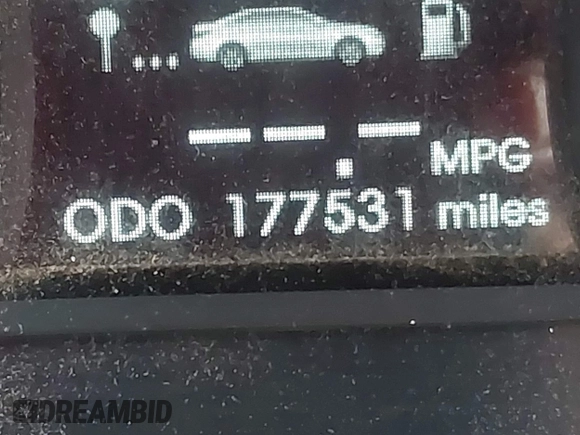 --.- MPG
ODO 177531 miles
DREAMBID